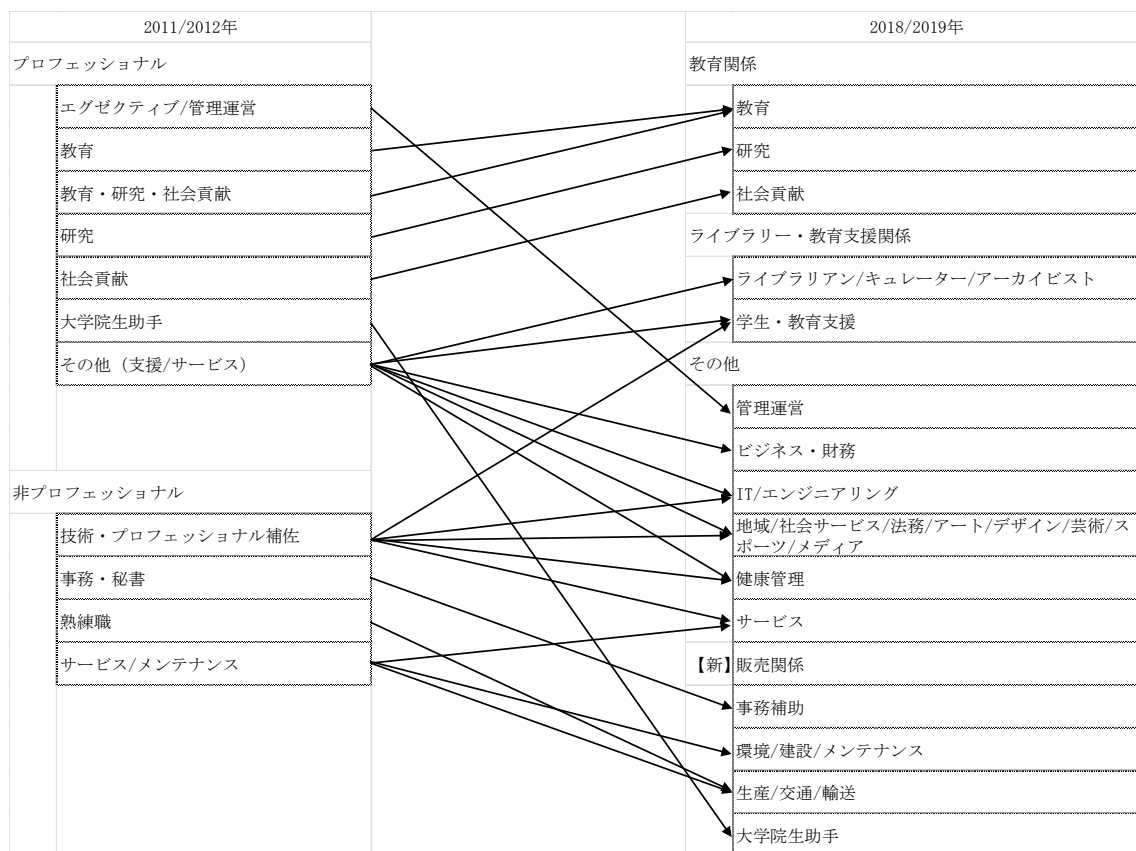 2011/2012年
プロフェッショナル
エグゼクティブ/管理運営
教育
教育・研究・社会貢献
研究
社会貢献
大学院生助手
その他（支援/サービス）
非プロフェッショナル
技術・プロフェッショナル補佐
事務・秘書
熟練職
サービス/メンテナンス
2018/2019年
教育関係
教育
研究
社会貢献
ライブラリー・教育支援関係
ライブラリアン/キュレーター/アーカイビスト
学生・教育支援
その他
管理運営
ビジネス・財務
IT/エンジニアリング
地域/社会サービス/法務/アート/デザイン/芸術/ス
ポーツ/メディア
健康管理
サービス
【新】販売関係
事務補助
環境/建設/メンテナンス
生産/交通/輸送
大学院生助手